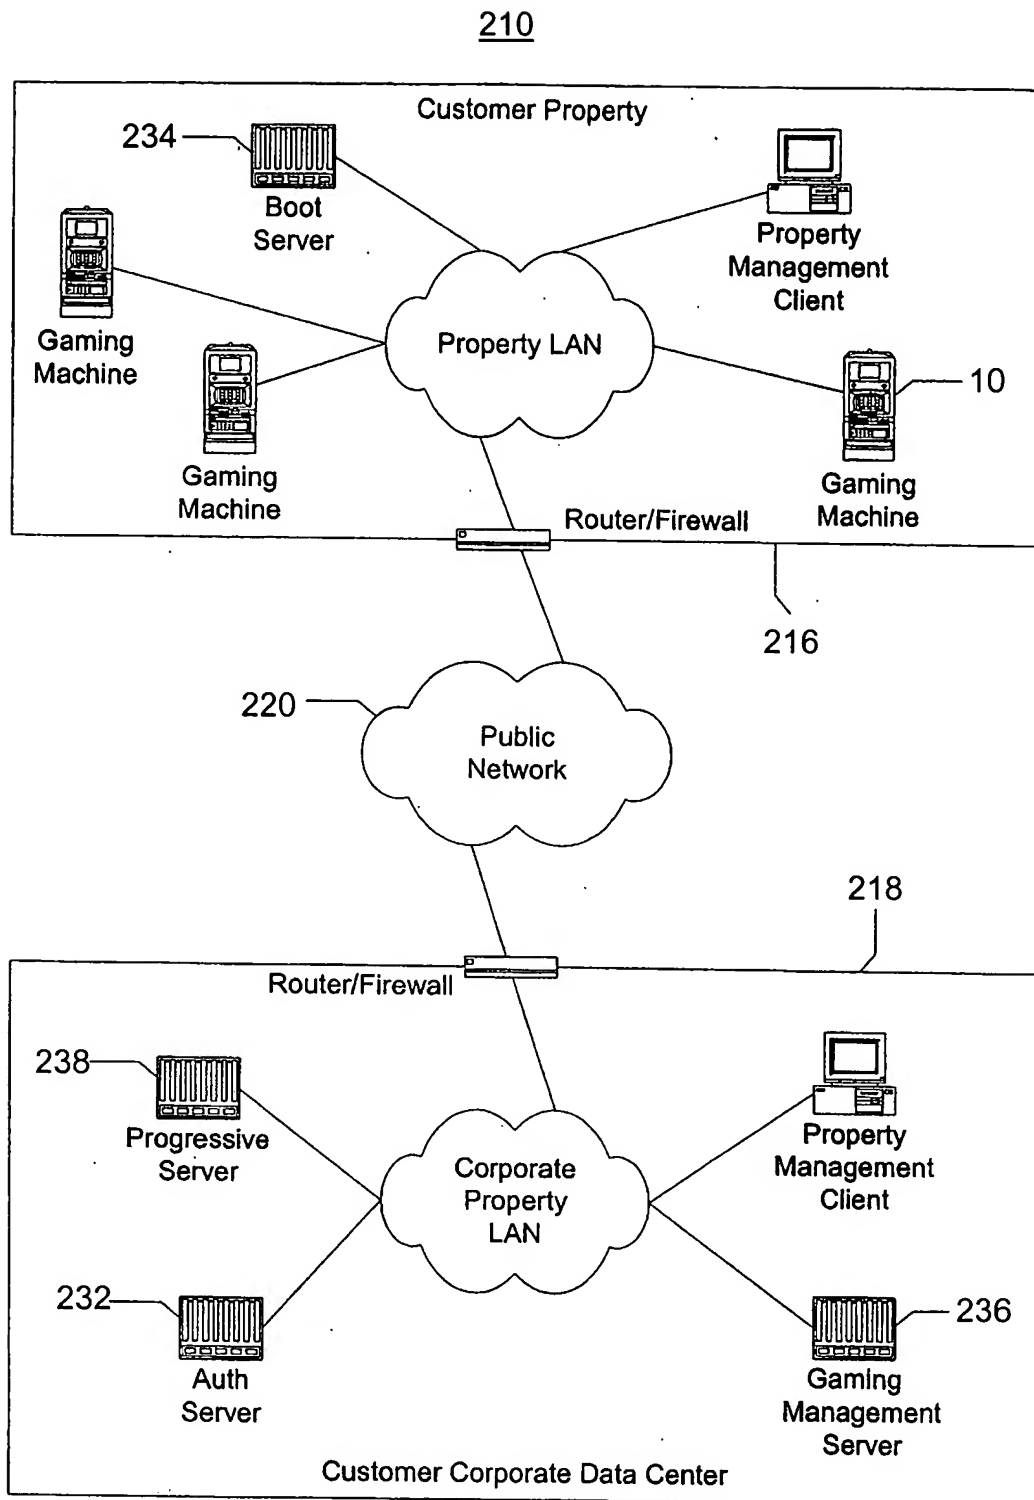 210
Customer Property
234
Boot
Server
Property
Management
Client
Gaming
Machine
Property LAN
10
Gaming
Machine
Gaming
Machine
Router/Firewall
216
220
Public
Network
218
Router/Firewall
238
Progressive
Server
Corporate
Property
LAN
Property
Management
Client
232
Auth
Server
236
Gaming
Management
Server
Customer Corporate Data Center